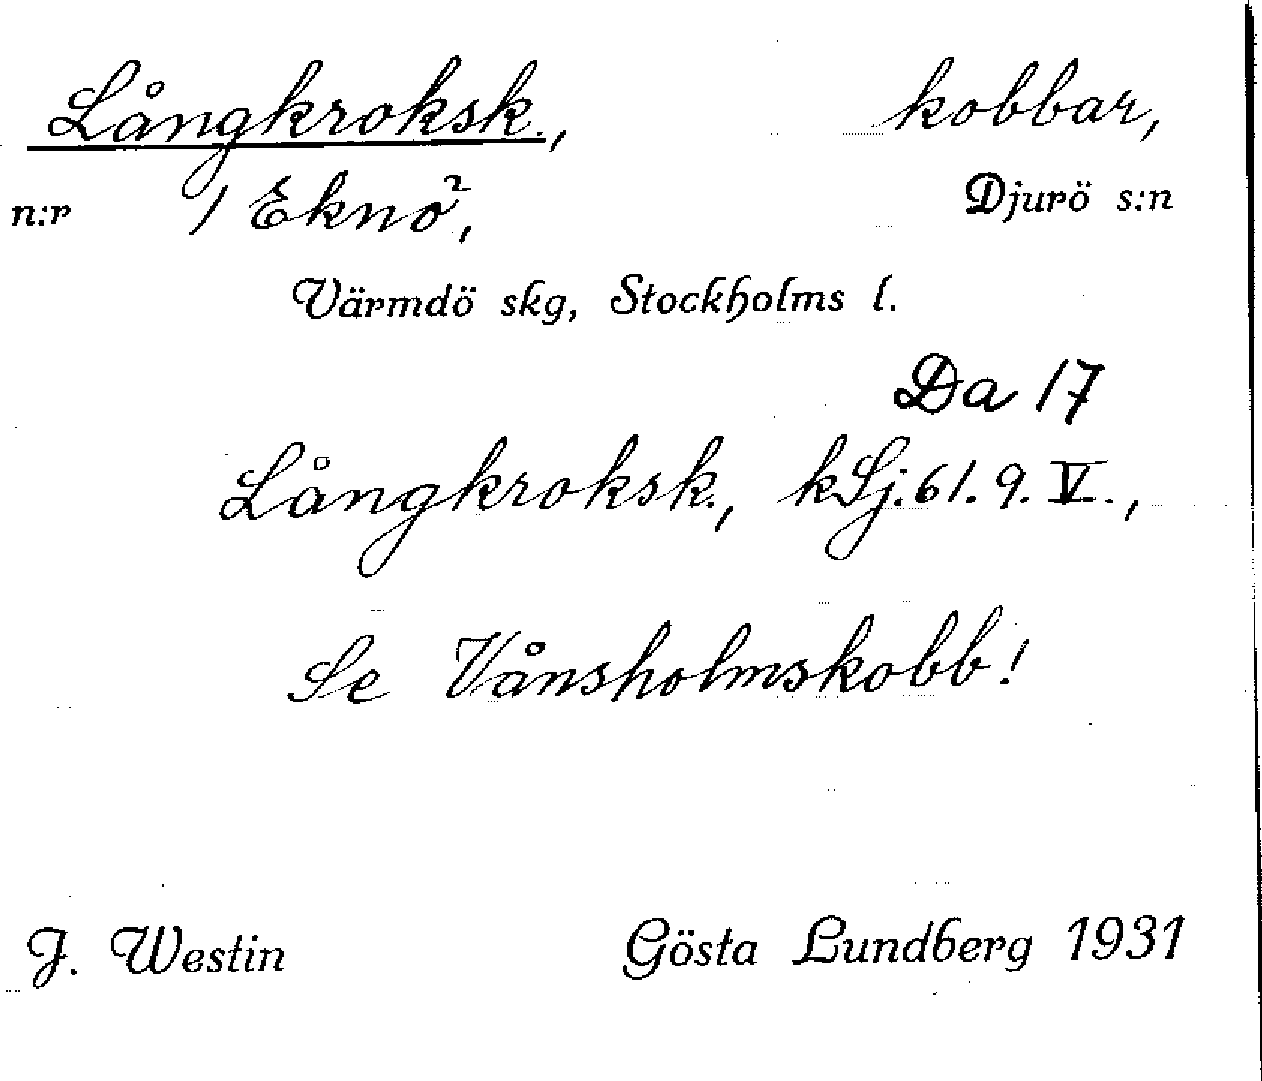 Långkroksk., kobbar,
n:r 1 Eknö, Djurö s:n
Värmdö skg, Stockholms l.
Da 17
Långkroksk., kSj. 61. 9. V.,
Se Vånsholmskobb!
J. Westin Gösta Lundberg 1931